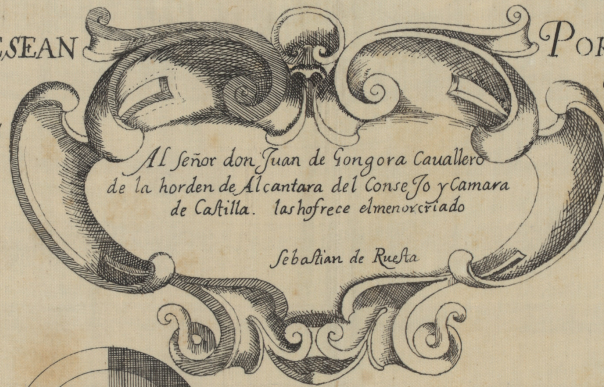 ESEAN
POR
Al señor don Juan de Gongora Cauallero
de la horden de Alcantara del ConseJo y Camara
de Castilla. las hofrece el menor criado
Sebastian de Ruesta